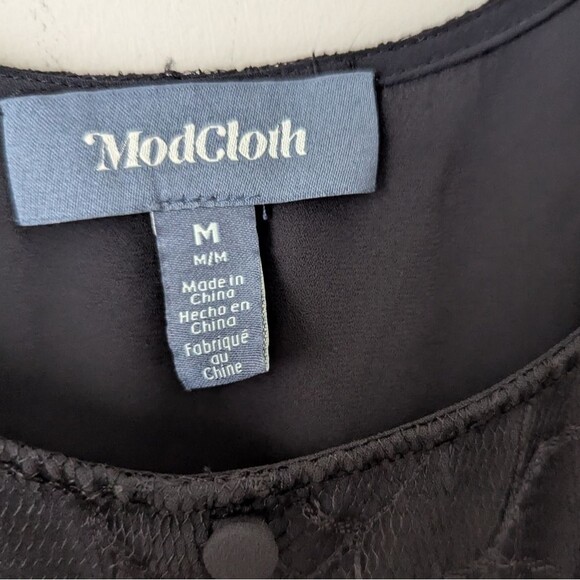 ModCloth
M
M/M
Made in
China
Hecho en
China
Fabriqué
au
Chine